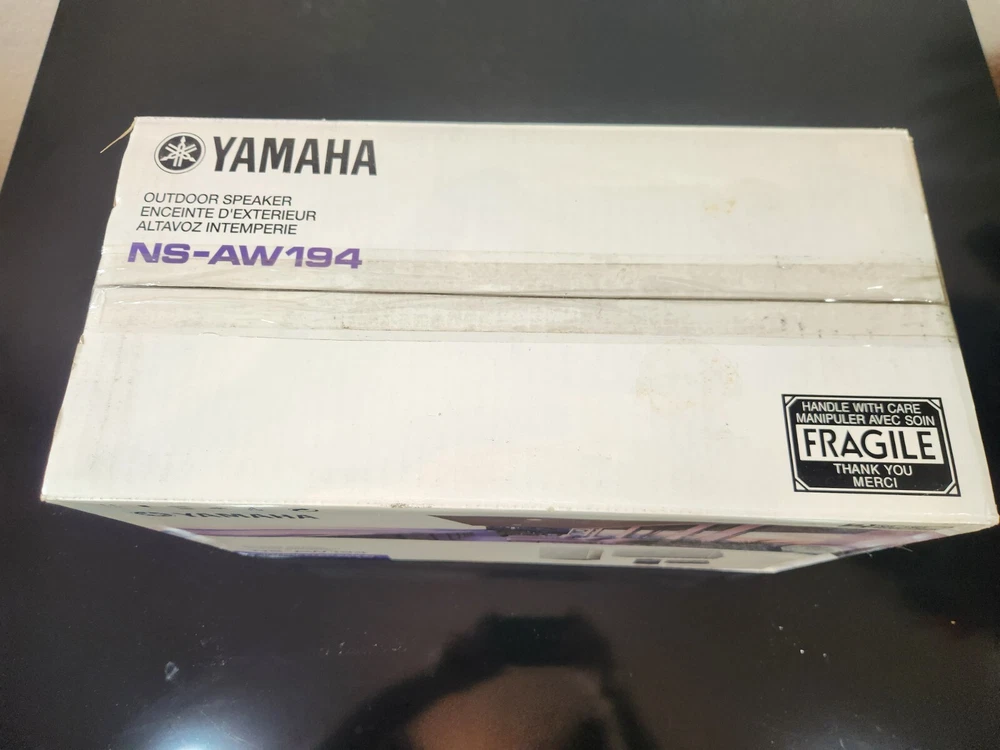 YAMAHA
OUTDOOR SPEAKER
ENCEINTE D'EXTERIEUR
ALTAVOZ INTEMPERIE
NS-AW194
HANDLE WITH CARE
MANIPULER AVEC SOIN
FRAGILE
THANK YOU
MERCI
YAMAHA